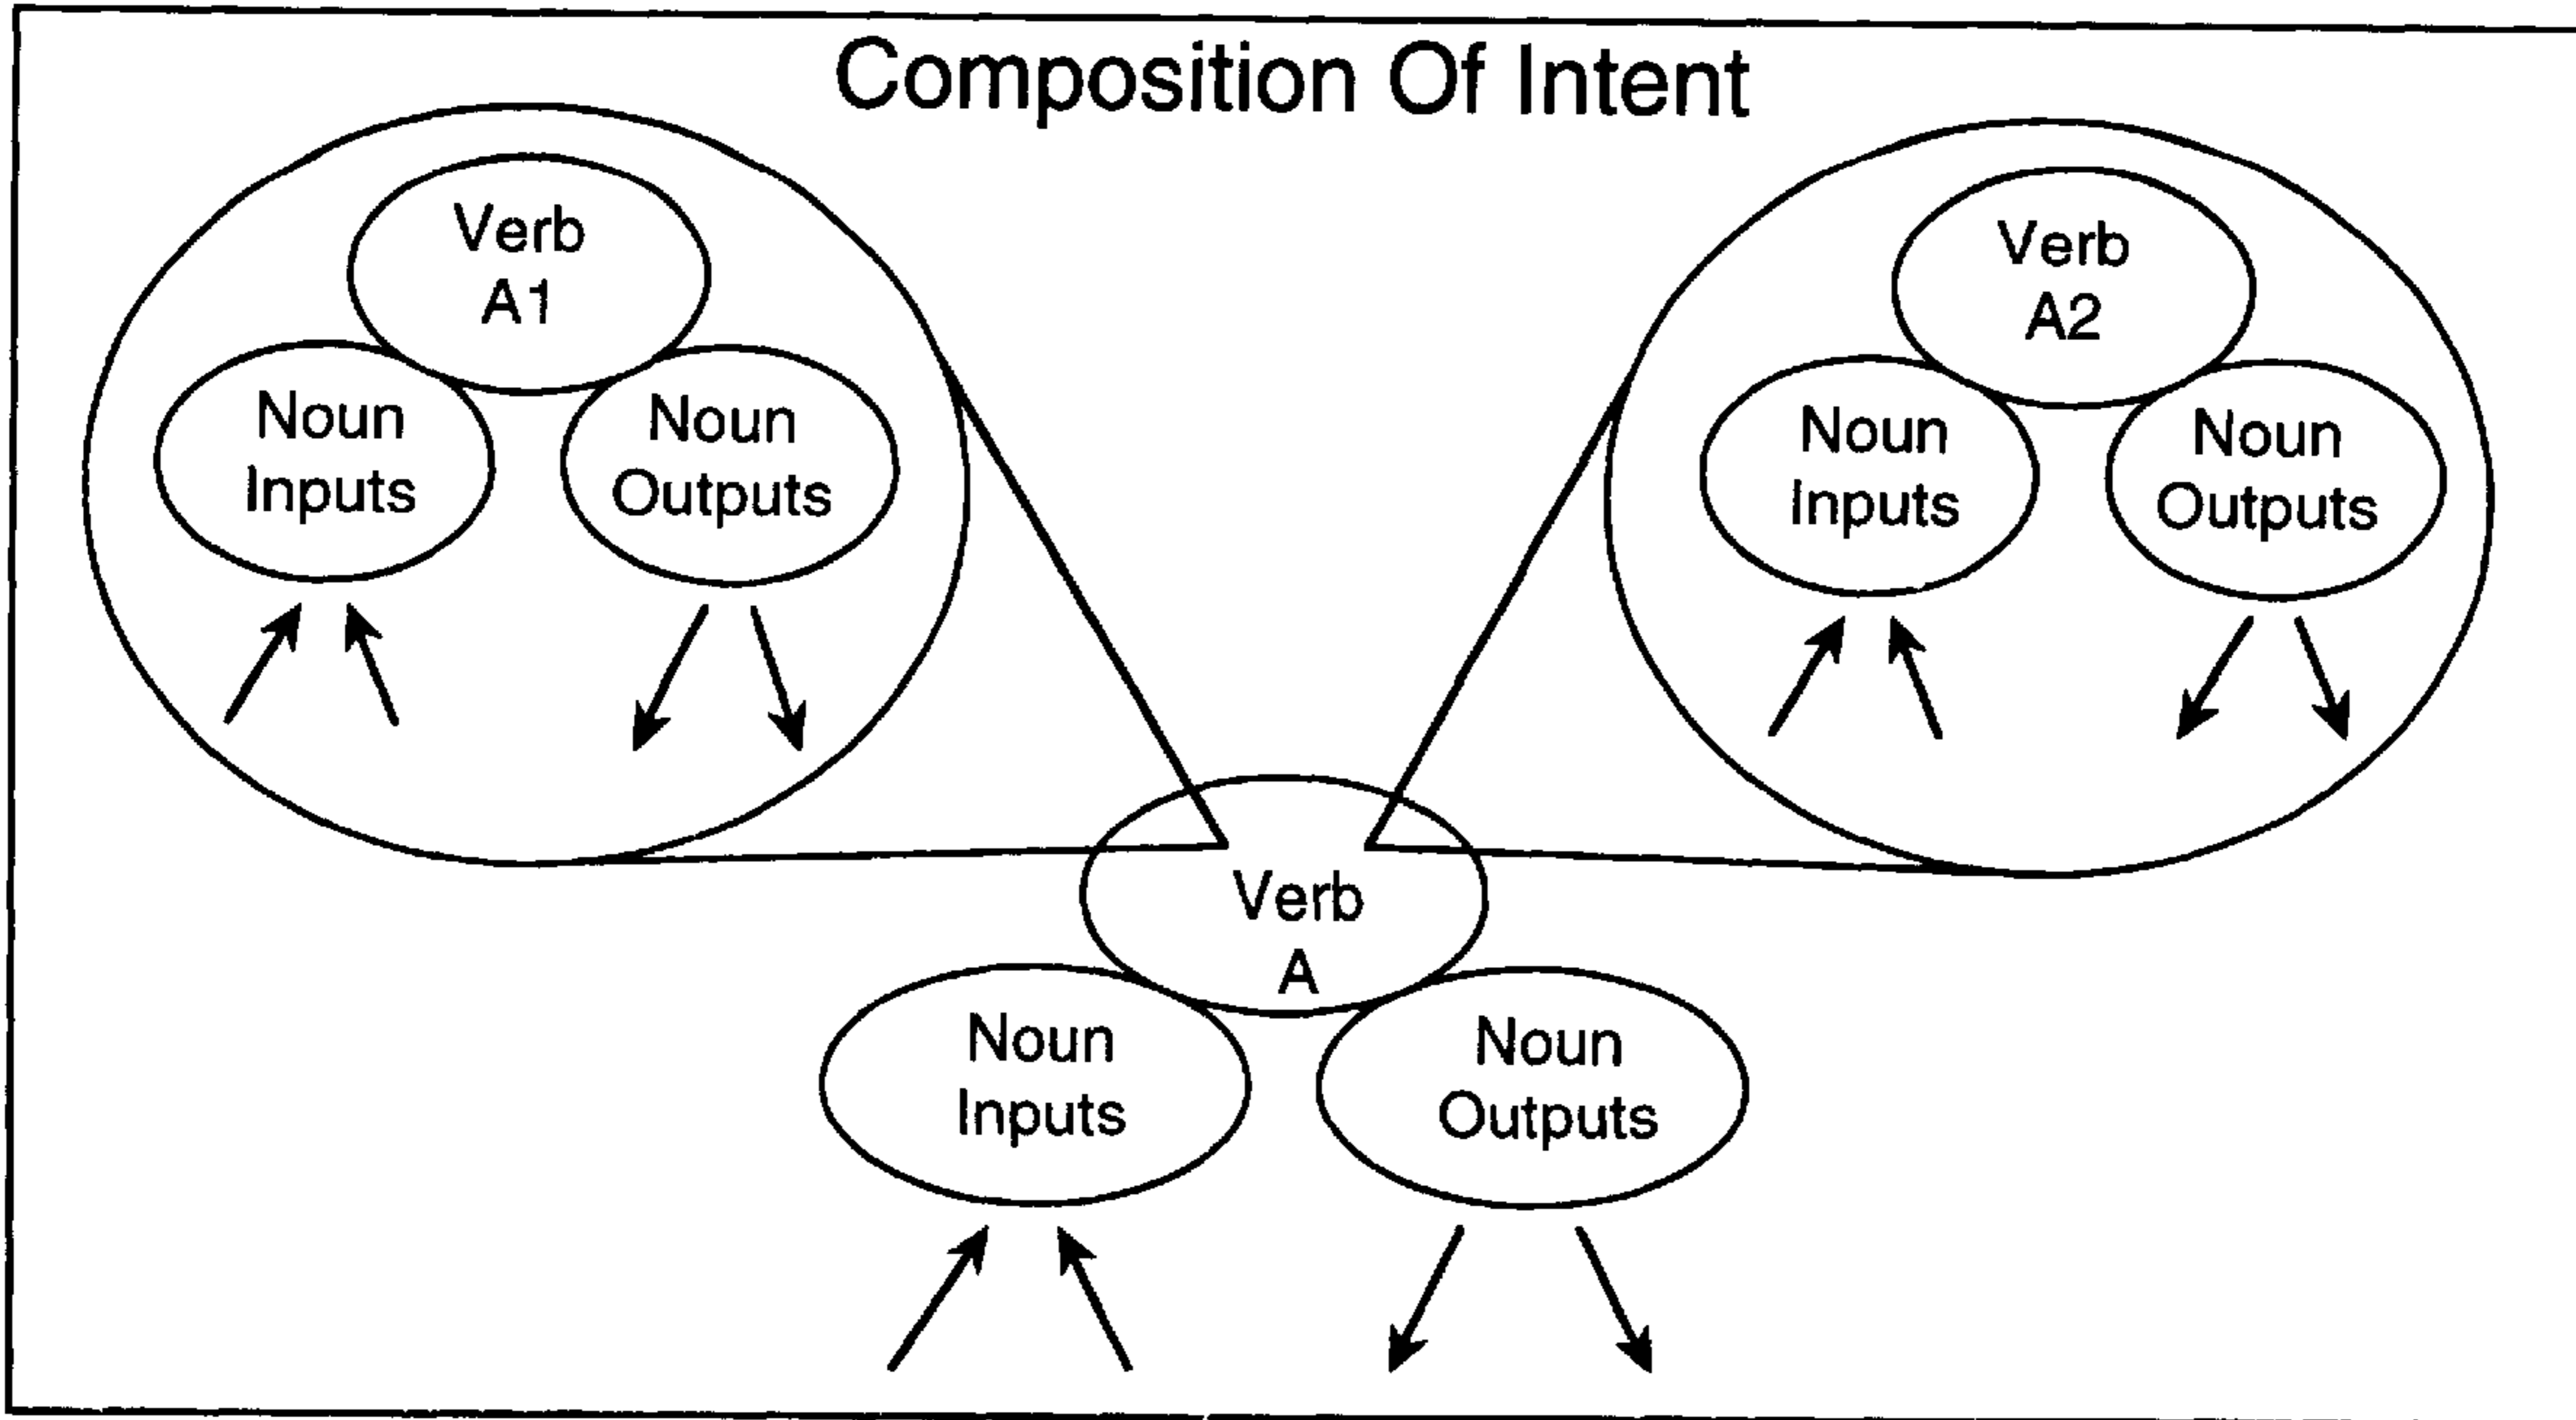 Composition Of Intent
Verb
A1
Noun
Inputs
Noun
Outputs
Verb
A2
Noun
Inputs
Noun
Outputs
Verb
A
Noun
Inputs
Noun
Outputs